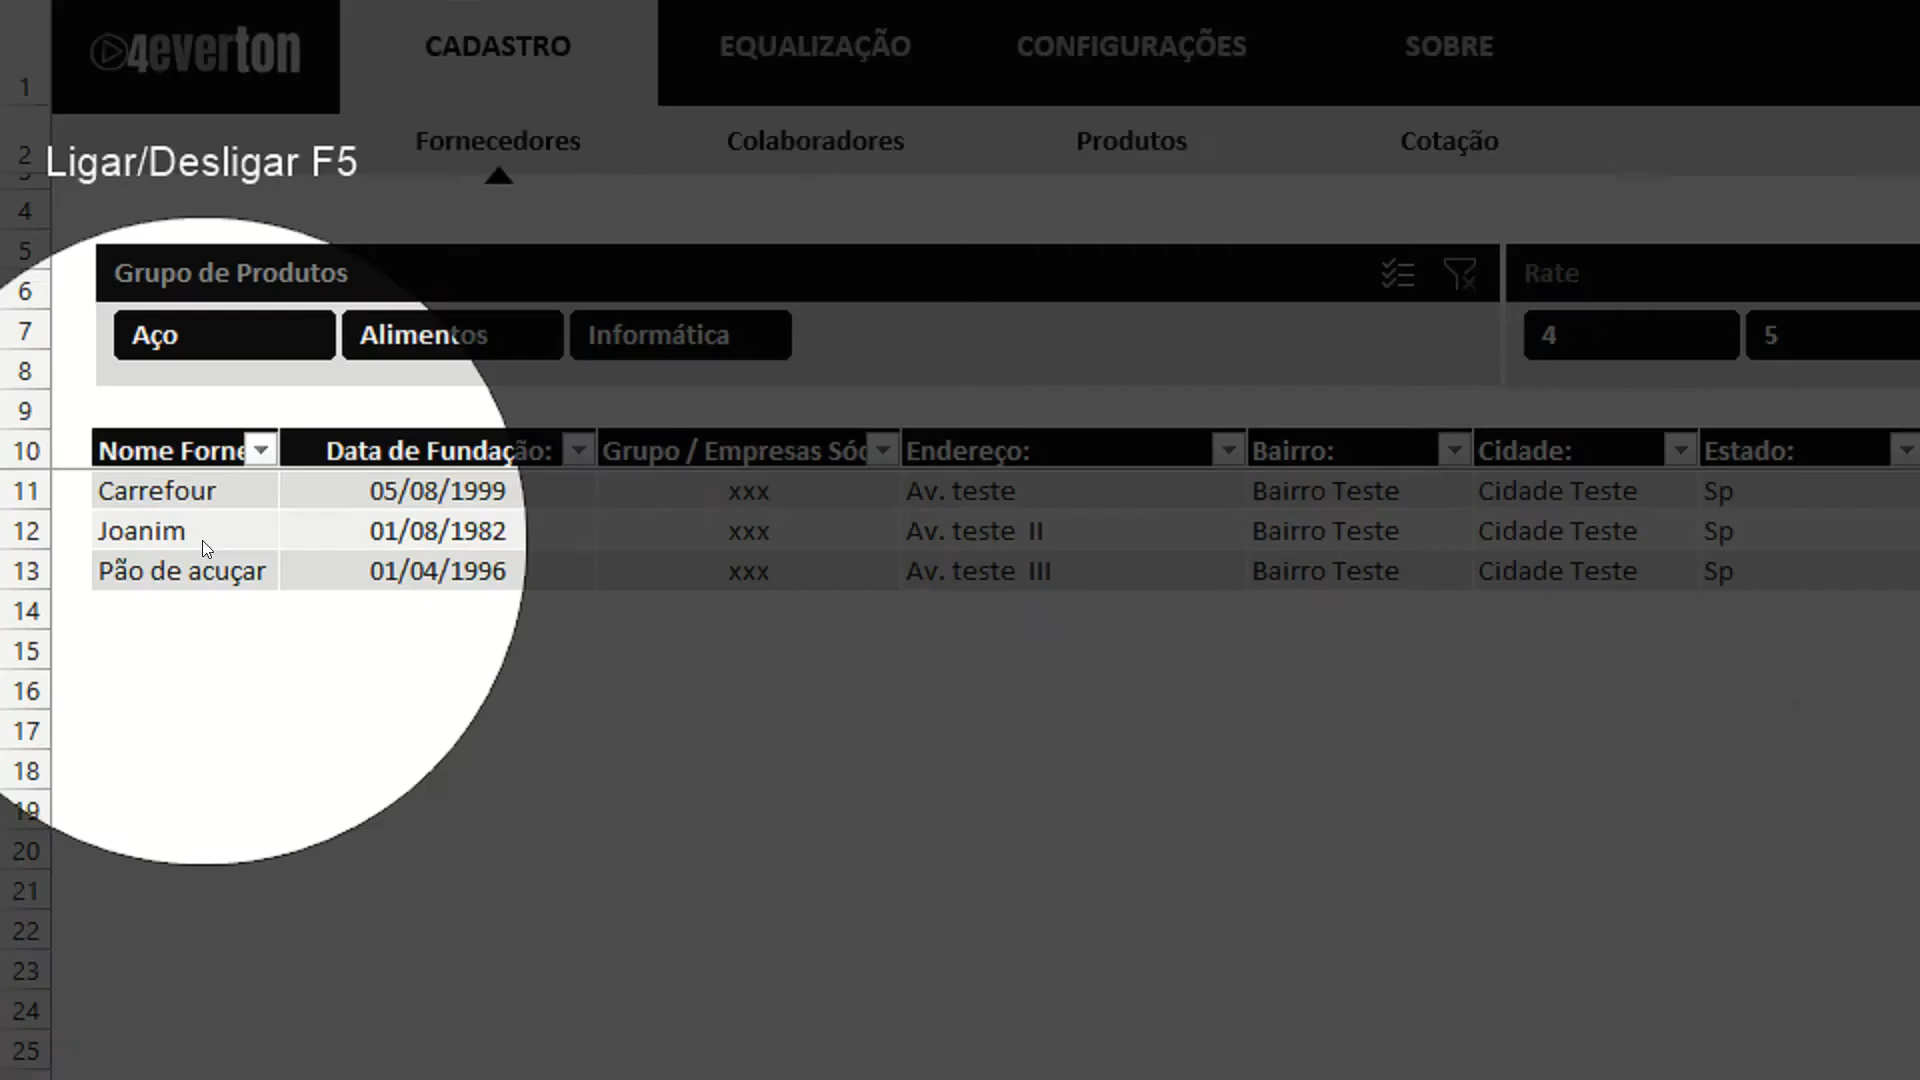 4everton CADASTRO EQUALIZAÇÃO CONFIGURAÇÕES SOBRE
1
Fornecedores Colaboradores Produtos Cotação
2
Ligar/Desligar F5
4
5
Grupo de Produtos Rate
6
7 Aço Alimentos Informática 4 5
8
9
10 Nome Forne Data de Fundação: Grupo / Empresas Sóc Endereço: Bairro: Cidade: Estado:
11 Carrefour 05/08/1999 xxx Av. teste Bairro Teste Cidade Teste Sp
12 Joanim 01/08/1982 xxx Av. teste II Bairro Teste Cidade Teste Sp
13 Pão de acuçar 01/04/1996 xxx Av. teste III Bairro Teste Cidade Teste Sp
14
15
16
17
18
19
20
21
22
23
24
25